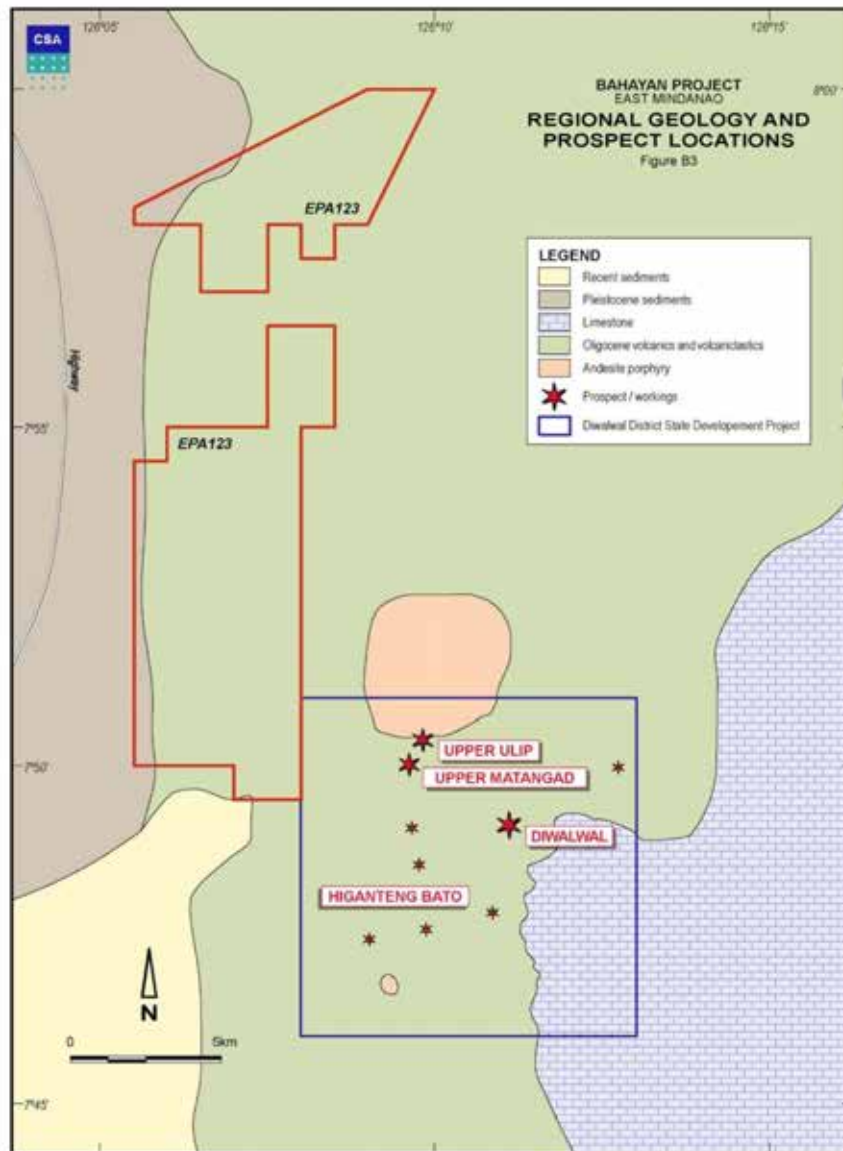 126°05'
126°10'
126°15'
CSA
BAHAYAN PROJECT
EAST MINDANAO
REGIONAL GEOLOGY AND
PROSPECT LOCATIONS
Figure B3
8°00'
EPA123
LEGEND
Recent sediments
Pleistocene sediments
Limestone
Oligocene volcanics and volcaniclastics
Andesite porphyry
Prospect / workings
Diwalwal District State Developement Project
Highway
7°55'
EPA123
UPPER ULIP
7°50'
UPPER MATANGAD
DIWALWAL
HIGANTENG BATO
N
0
5km
7°45'